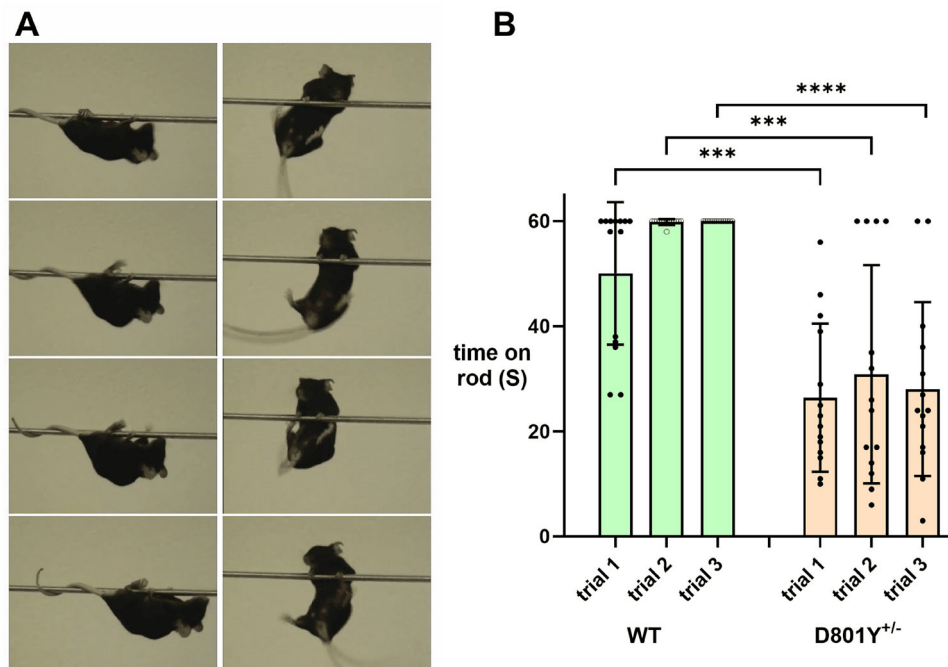 A
B
****
***
***
60
40
20
0
time on
rod (S)
trial 1
trial 2
trial 3
trial 1
trial 2
trial 3
WT
D801Y+/-